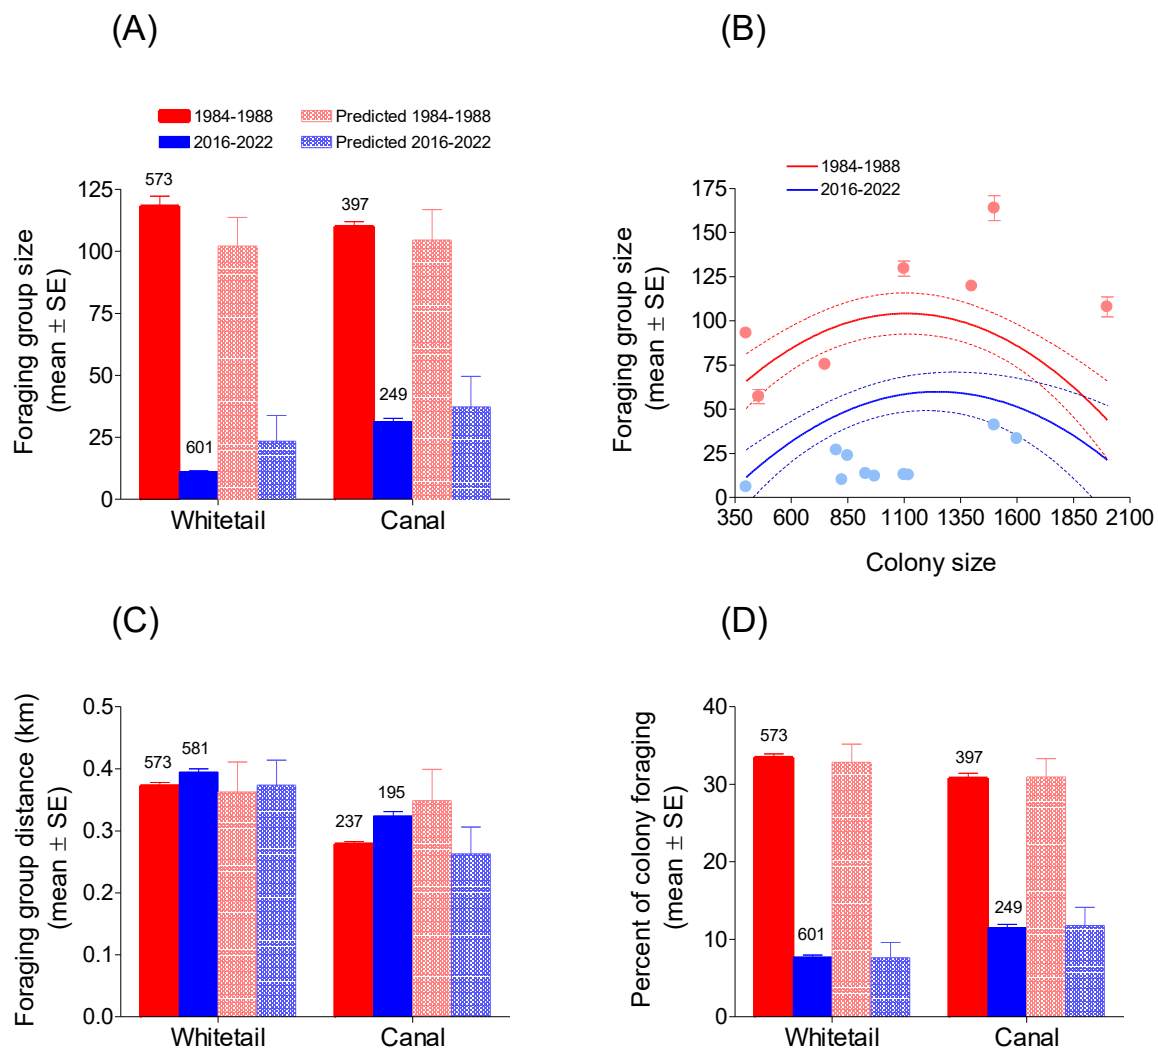 (A)
1984-1988
Predicted 1984-1988
2016-2022
Predicted 2016-2022
Foraging group size
(mean ± SE)
125
100
75
50
25
0
573
601
397
249
Whitetail
Canal
(B)
1984-1988
2016-2022
Foraging group size
(mean ± SE)
175
150
125
100
75
50
25
0
350 600 850 1100 1350 1600 1850 2100
Colony size
(C)
Foraging group distance (km)
(mean ± SE)
0.5
0.4
0.3
0.2
0.1
0.0
573
581
237
195
Whitetail
Canal
(D)
Percent of colony foraging
(mean ± SE)
40
30
20
10
0
573
601
397
249
Whitetail
Canal